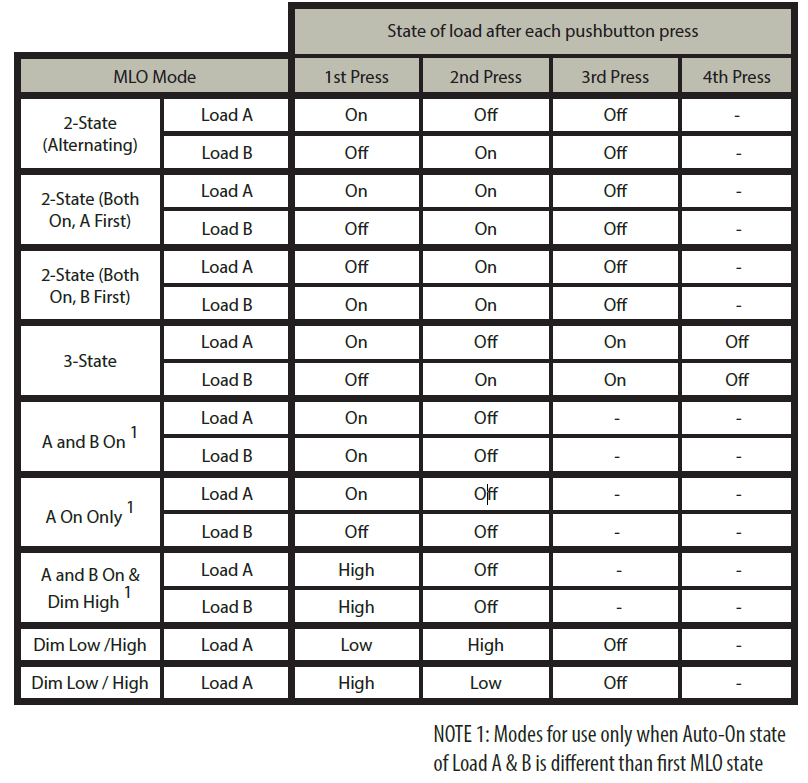 State of load after each pushbutton press
MLO Mode 1st Press 2nd Press 3rd Press 4th Press
2-State (Alternating) Load A On Off Off -
Load B Off On Off -
2-State (Both On, A First) Load A On On Off -
Load B Off On Off -
2-State (Both On, B First) Load A Off On Off -
Load B On On Off -
3-State Load A On Off On Off
Load B Off On On Off
A and B On 1 Load A On Off - -
Load B On Off - -
A On Only 1 Load A On Off - -
Load B Off Off - -
A and B On & Dim High 1 Load A High Off - -
Load B High Off - -
Dim Low /High Load A Low High Off -
Dim Low / High Load A High Low Off -
NOTE 1: Modes for use only when Auto-On state
of Load A & B is different than first MLO state